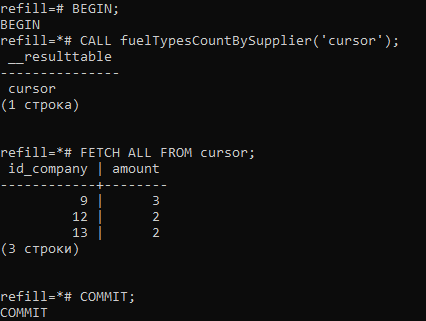 refill=# BEGIN;
BEGIN
refill=*# CALL fuelTypesCountBySupplier('cursor');
 __resulttable
---------------
 cursor
(1 строка)

refill=*# FETCH ALL FROM cursor;
 id_company | amount
------------+--------
          9 |      3
         12 |      2
         13 |      2
(3 строки)

refill=*# COMMIT;
COMMIT